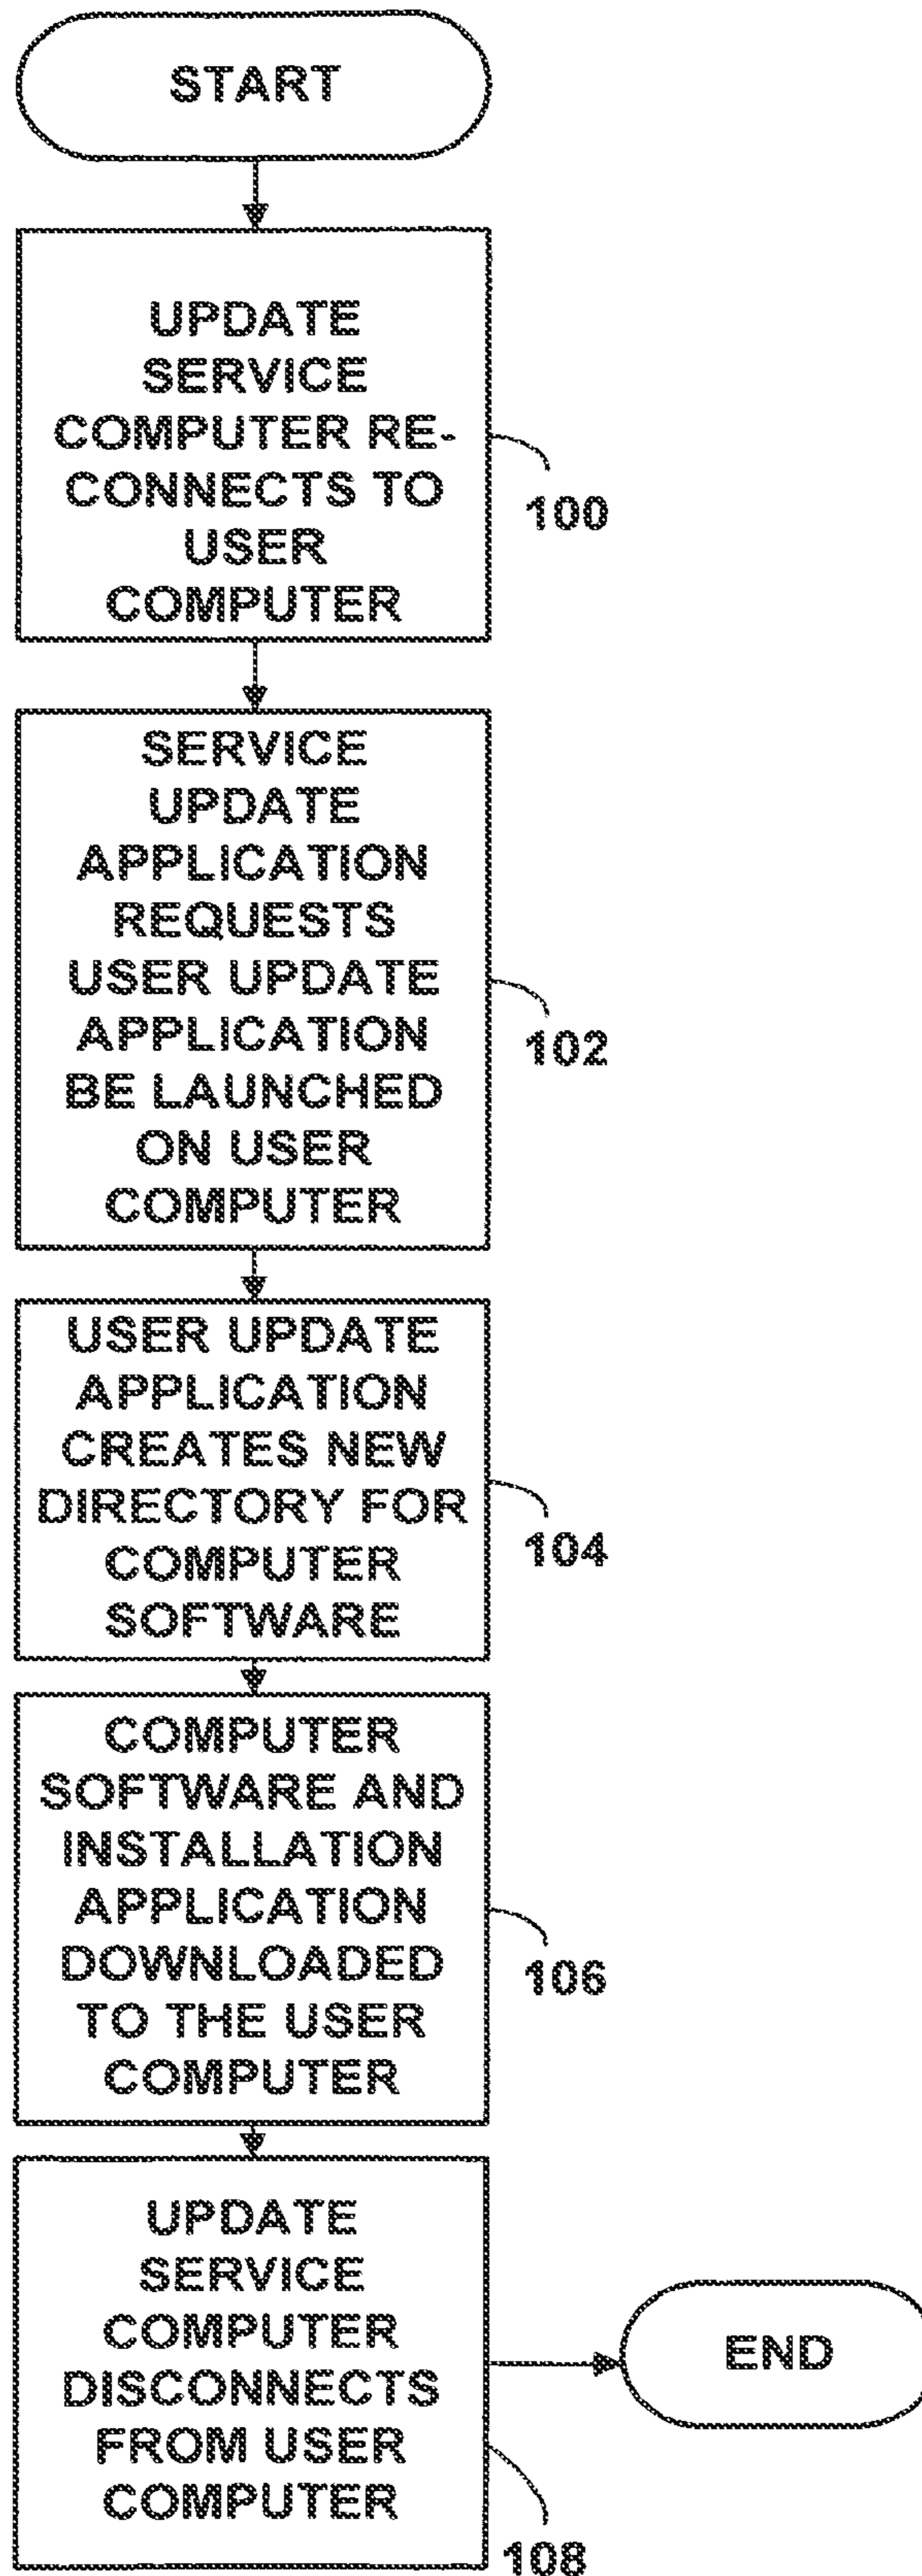 START
UPDATE
SERVICE
COMPUTER RE-
CONNECTS TO
USER
COMPUTER
100
SERVICE
UPDATE
APPLICATION
REQUESTS
USER UPDATE
APPLICATION
BE LAUNCHED
ON USER
COMPUTER
102
USER UPDATE
APPLICATION
CREATES NEW
DIRECTORY FOR
COMPUTER
SOFTWARE
104
COMPUTER
SOFTWARE AND
INSTALLATION
APPLICATION
DOWNLOADED
TO THE USER
COMPUTER
106
UPDATE
SERVICE
COMPUTER
DISCONNECTS
FROM USER
COMPUTER
108
END